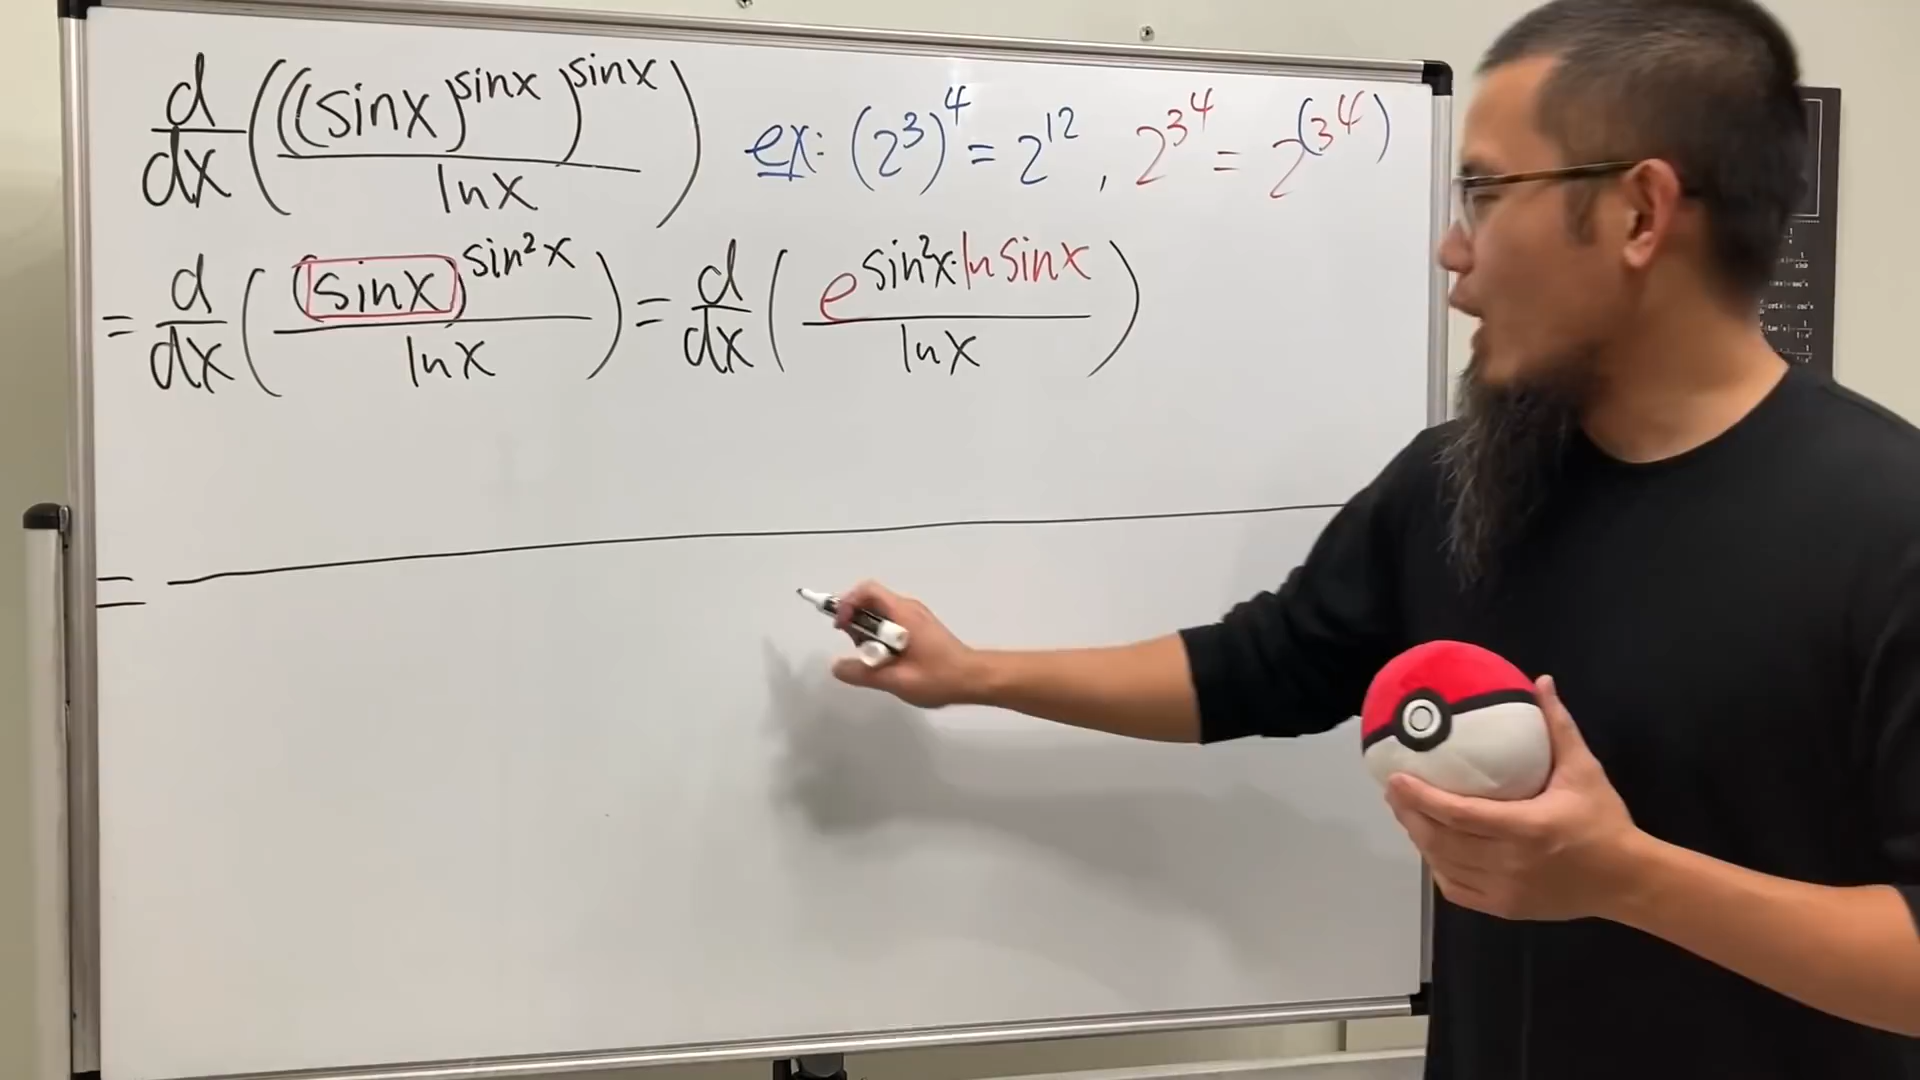 d/dx (((sinx)^sinx)^sinx / lnx) ex: (2^3)^4 = 2^12, 2^3^4 = 2^(3^4)
= d/dx ((sinx)^sin²x / lnx) = d/dx (e^sin²x·ln sinx / lnx)
=